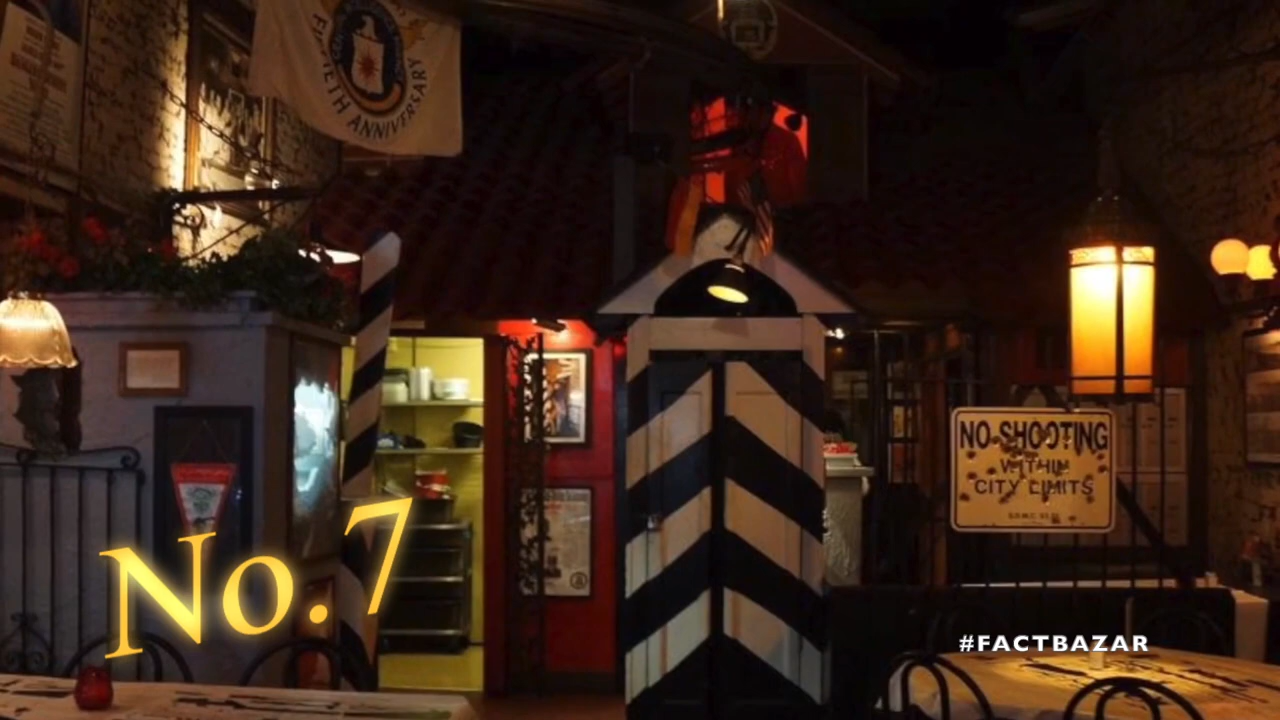 FIFTIETH ANNIVERSARY
NO SHOOTING
WITHIN
CITY LIMITS
No.7
#FACTBAZAR